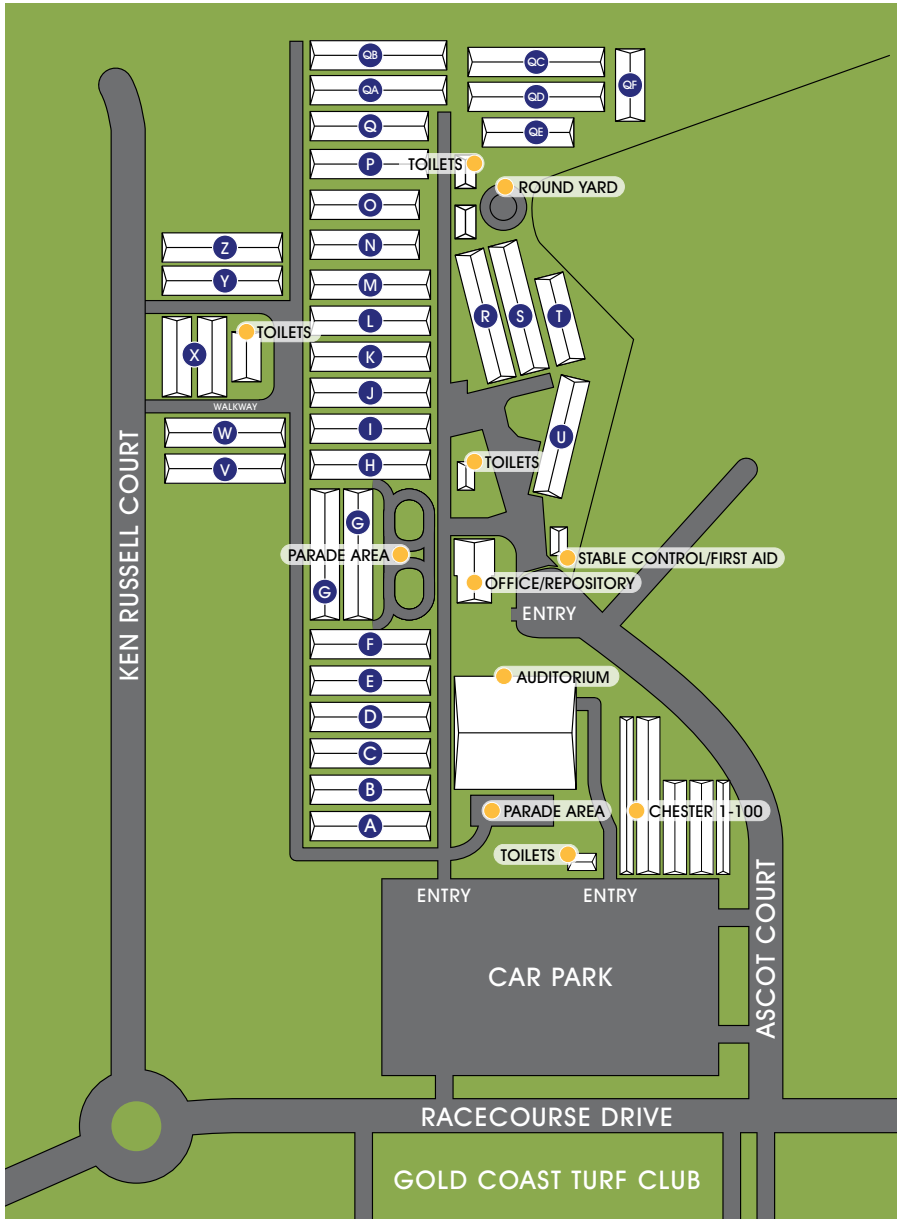 QB
QC
QF
QA
QD
Q
QE
P
TOILETS
ROUND YARD
O
Z
N
Y
M
R
S
T
L
TOILETS
X
K
J
WALKWAY
W
I
U
V
H
TOILETS
G
PARADE AREA
STABLE CONTROL/FIRST AID
G
OFFICE/REPOSITORY
ENTRY
KEN RUSSELL COURT
F
E
AUDITORIUM
D
C
B
PARADE AREA
CHESTER 1-100
A
TOILETS
ENTRY
ENTRY
CAR PARK
ASCOT COURT
RACECOURSE DRIVE
GOLD COAST TURF CLUB